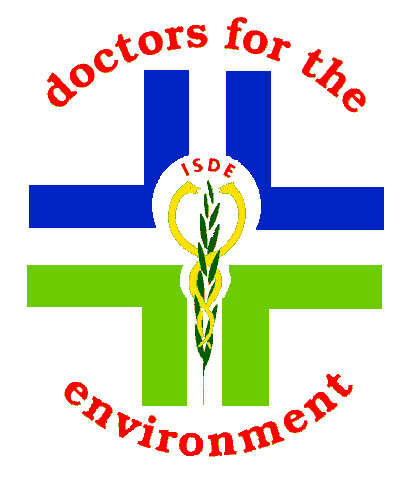 doctors for the
ISDE
environment